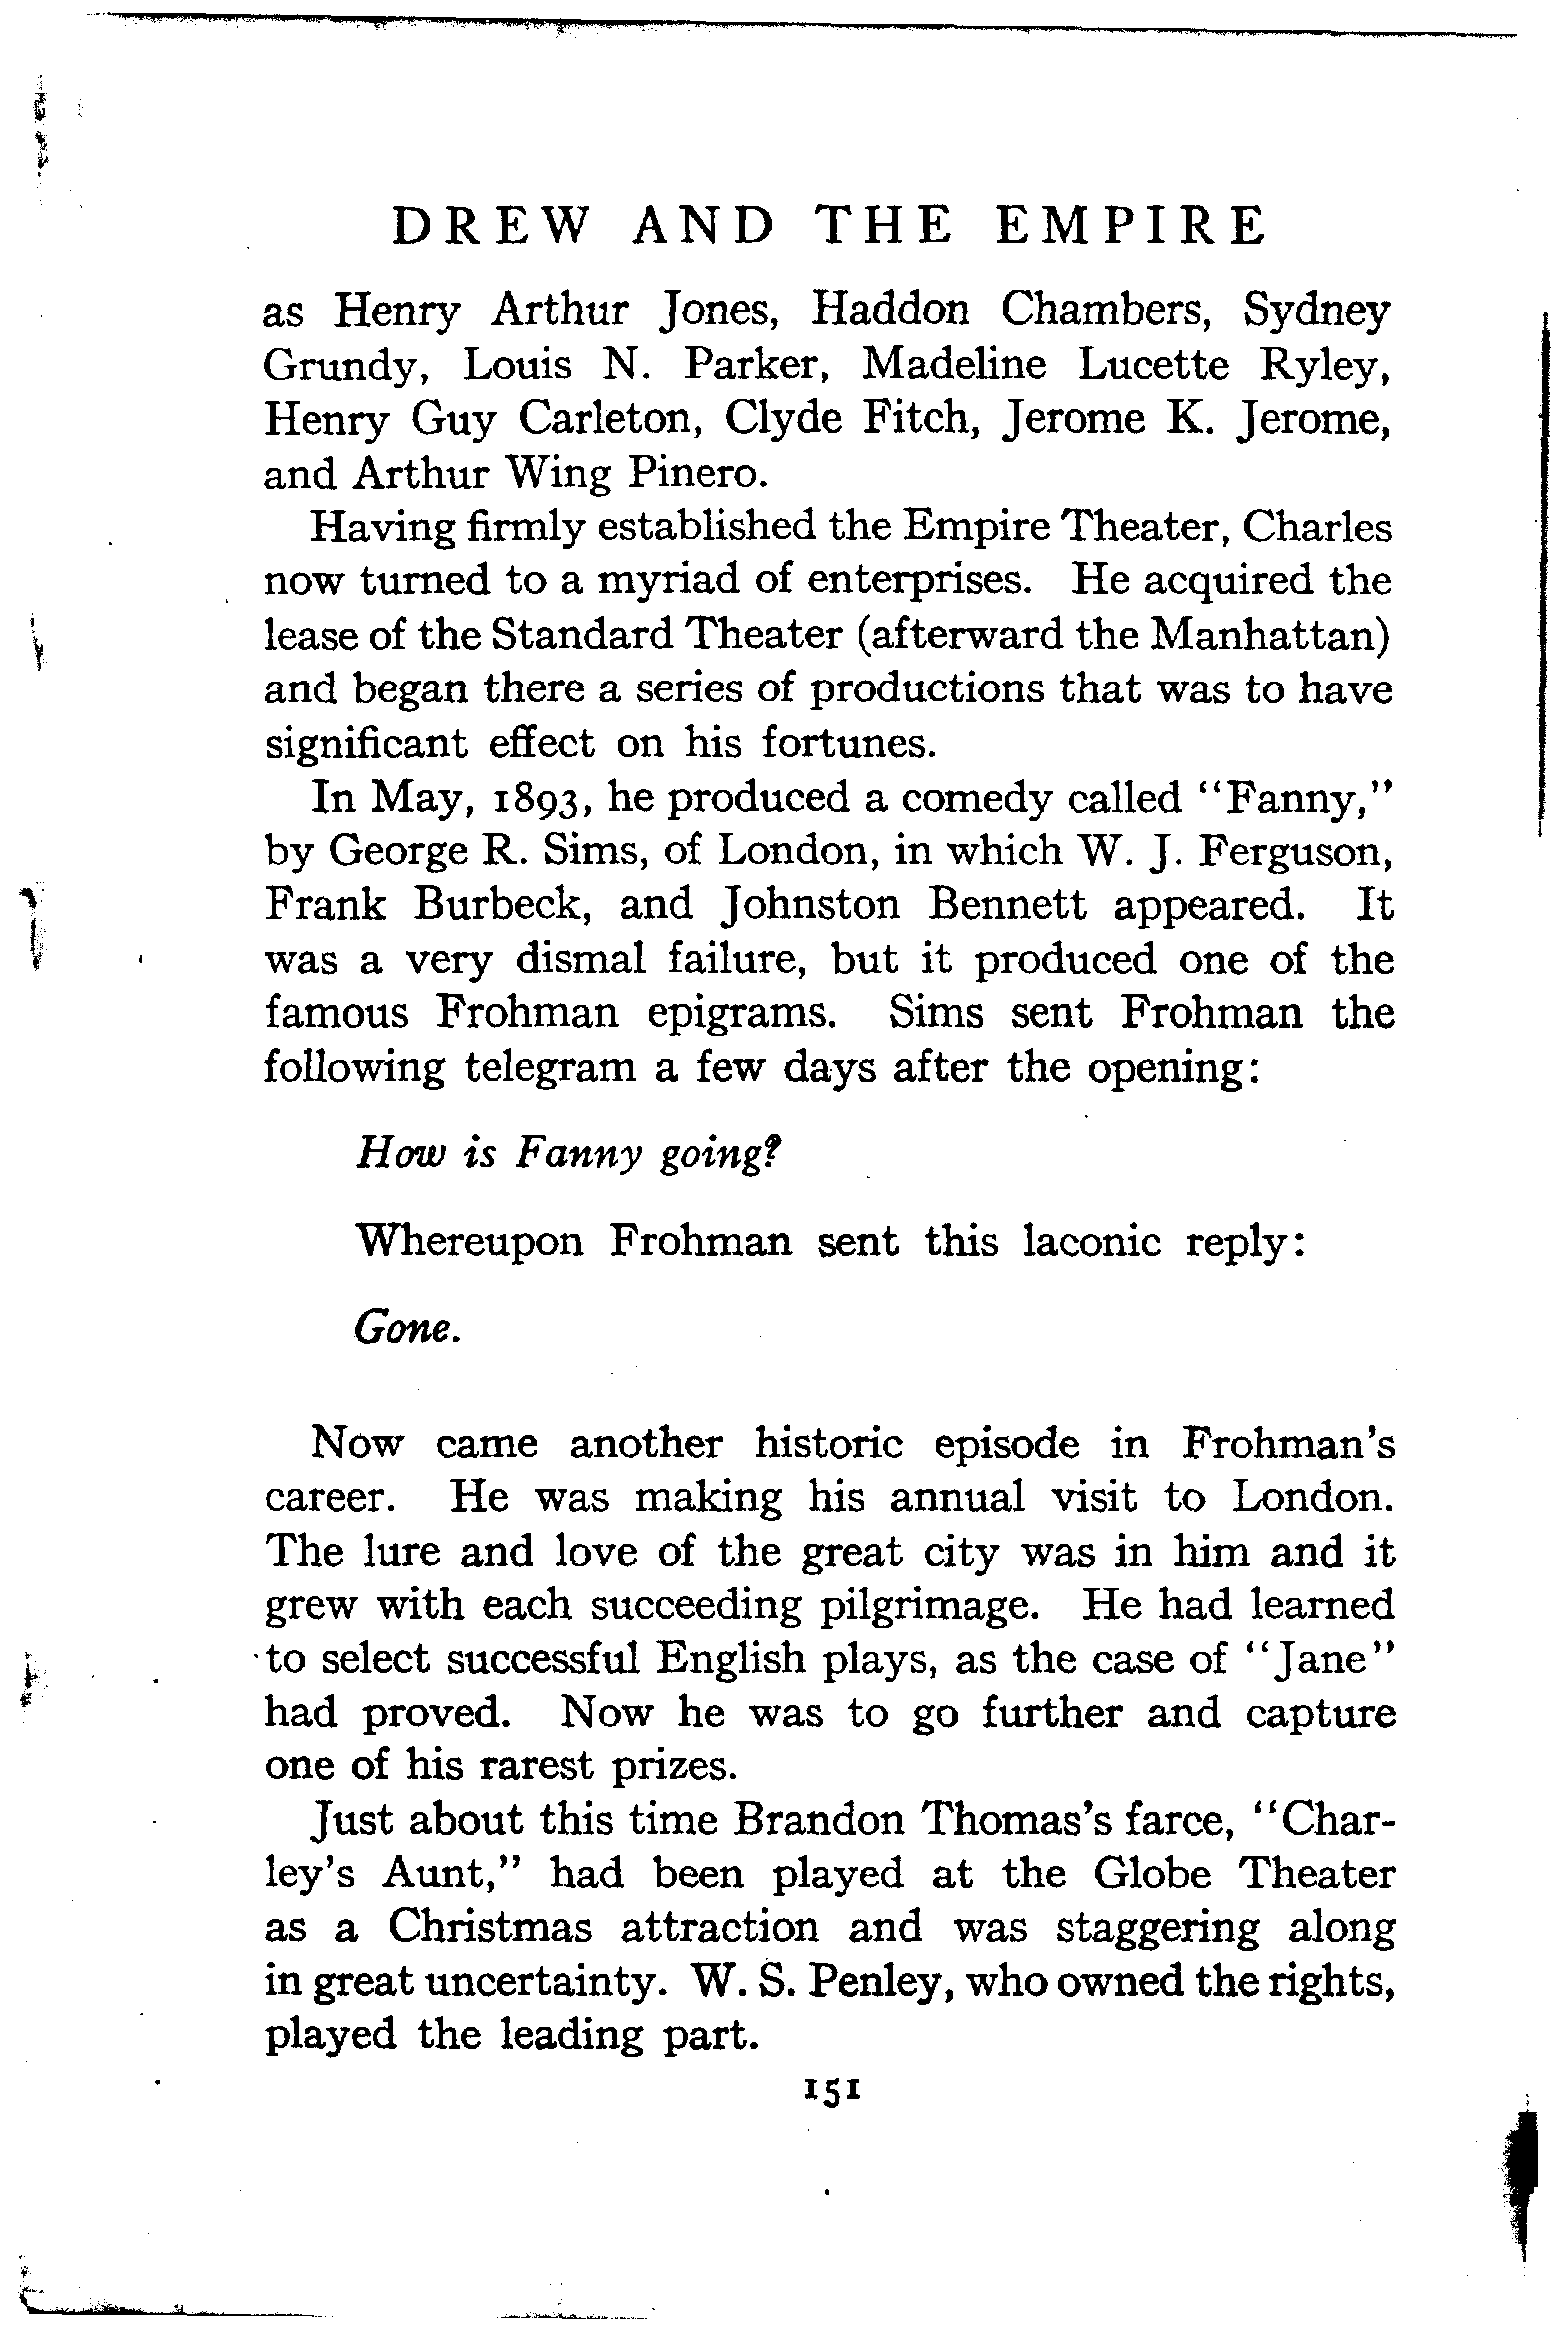 DREW AND THE EMPIRE
as Henry Arthur Jones, Haddon Chambers, Sydney
Grundy, Louis N. Parker, Madeline Lucette Ryley,
Henry Guy Carleton, Clyde Fitch, Jerome K. Jerome,
and Arthur Wing Pinero.
Having firmly established the Empire Theater, Charles
now turned to a myriad of enterprises. He acquired the
lease of the Standard Theater (afterward the Manhattan)
and began there a series of productions that was to have
significant effect on his fortunes.
In May, 1893, he produced a comedy called "Fanny,"
by George R. Sims, of London, in which W. J. Ferguson,
Frank Burbeck, and Johnston Bennett appeared. It
was a very dismal failure, but it produced one of the
famous Frohman epigrams. Sims sent Frohman the
following telegram a few days after the opening:
How is Fanny going?
Whereupon Frohman sent this laconic reply:
Gone.
Now came another historic episode in Frohman's
career. He was making his annual visit to London.
The lure and love of the great city was in him and it
grew with each succeeding pilgrimage. He had learned
to select successful English plays, as the case of "Jane"
had proved. Now he was to go further and capture
one of his rarest prizes.
Just about this time Brandon Thomas's farce, "Char-
ley's Aunt," had been played at the Globe Theater
as a Christmas attraction and was staggering along
in great uncertainty. W. S. Penley, who owned the rights,
played the leading part.
151